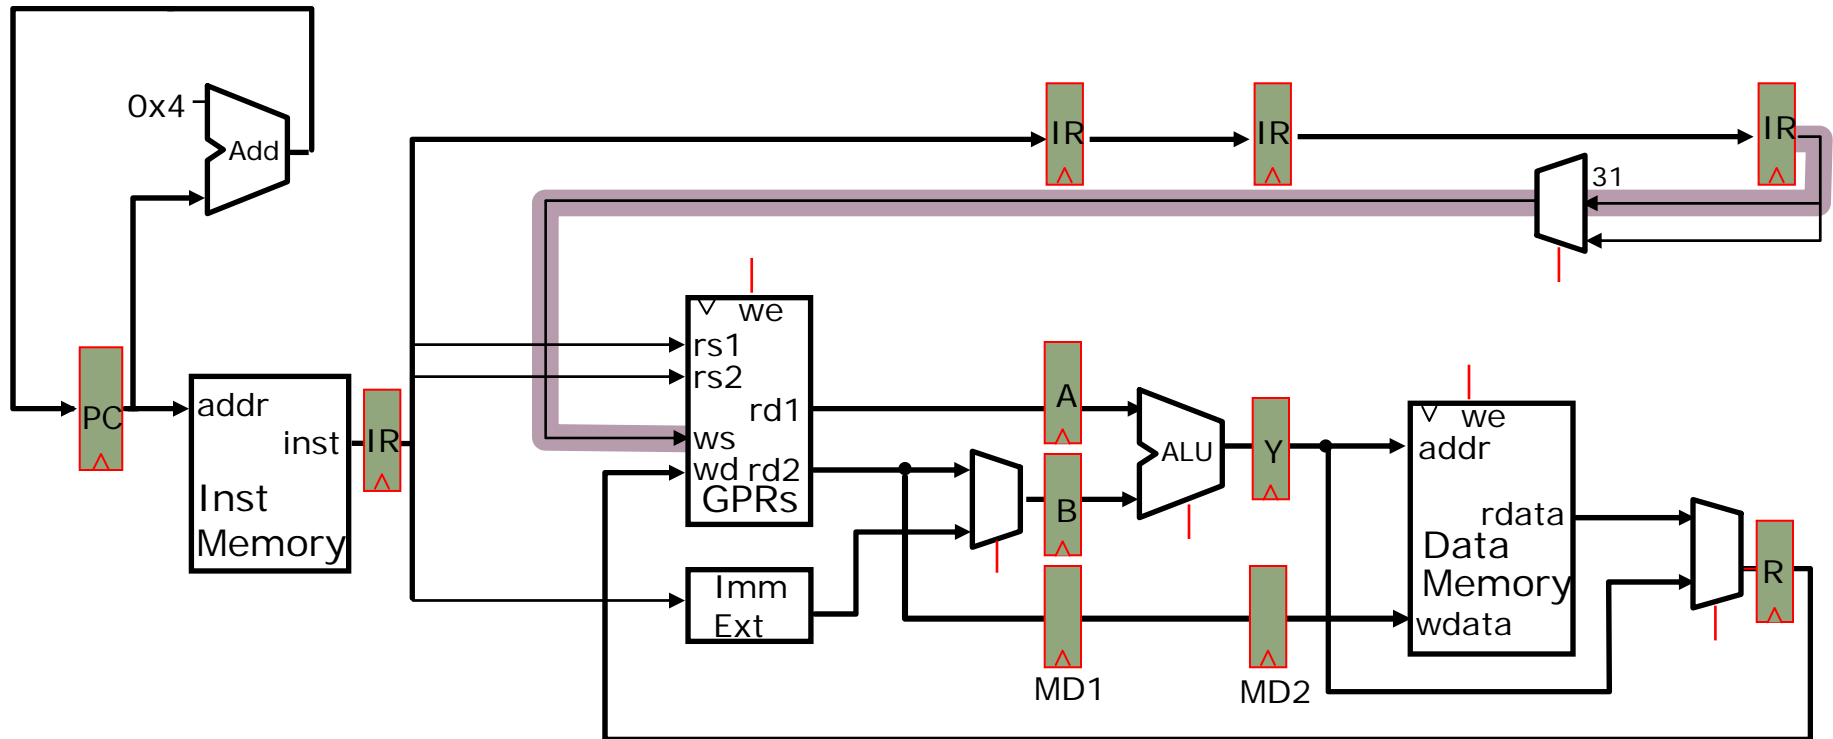 0x4
Add
IR
IR
IR
31
we
rs1
rs2
rd1
ws
wd rd2
GPRs
PC
addr
inst
Inst
Memory
IR
A
B
ALU
Y
we
addr
rdata
Data
Memory
wdata
R
Imm
Ext
MD1
MD2